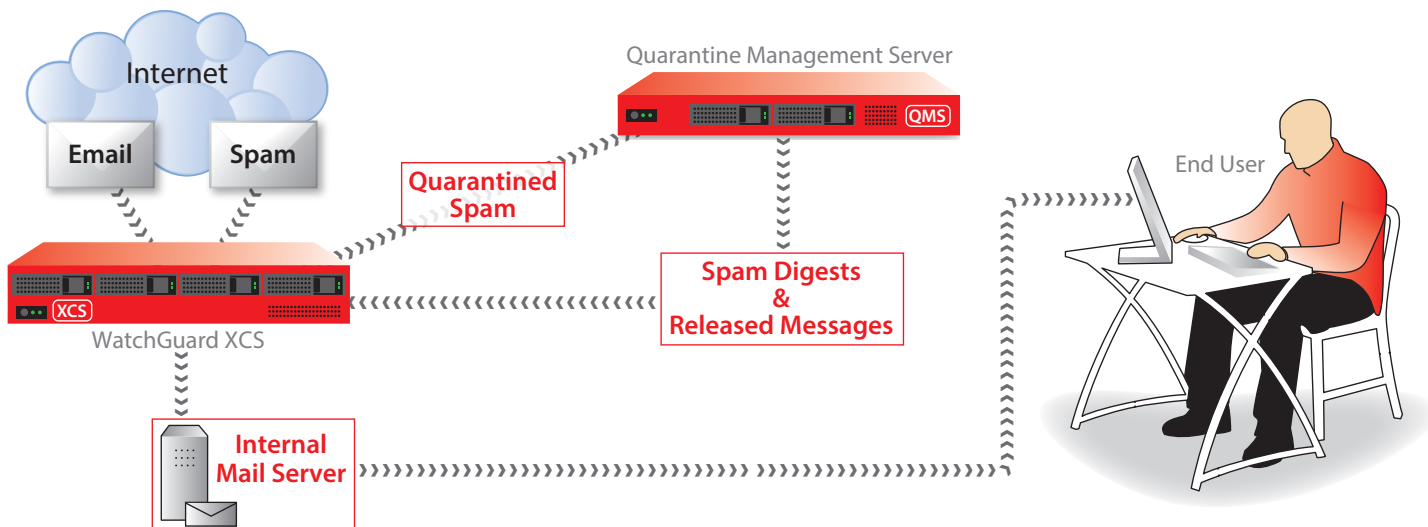 Internet
Email
Spam
Quarantine Management Server
QMS
Quarantined
Spam
End User
XCS
WatchGuard XCS
Spam Digests
&
Released Messages
Internal
Mail Server